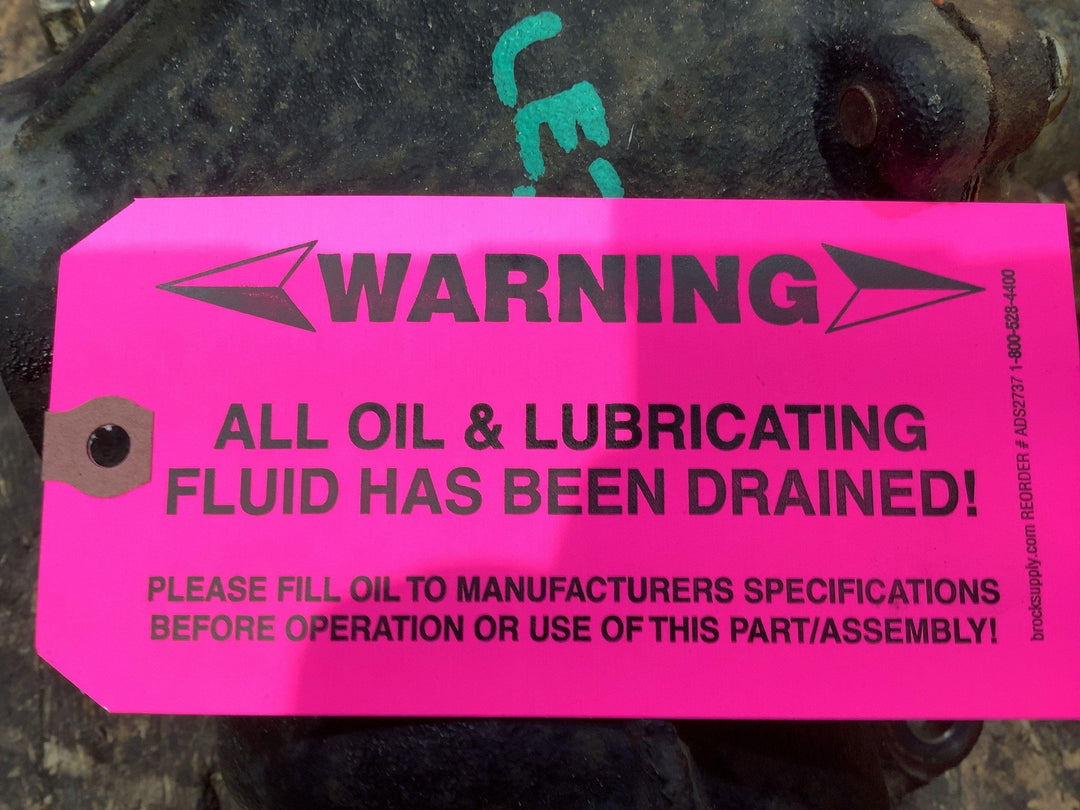 WARNING
ALL OIL & LUBRICATING
FLUID HAS BEEN DRAINED!
PLEASE FILL OIL TO MANUFACTURERS SPECIFICATIONS
BEFORE OPERATION OR USE OF THIS PART/ASSEMBLY!
brocksupply.com REORDER # ADS2737 1-800-528-4400